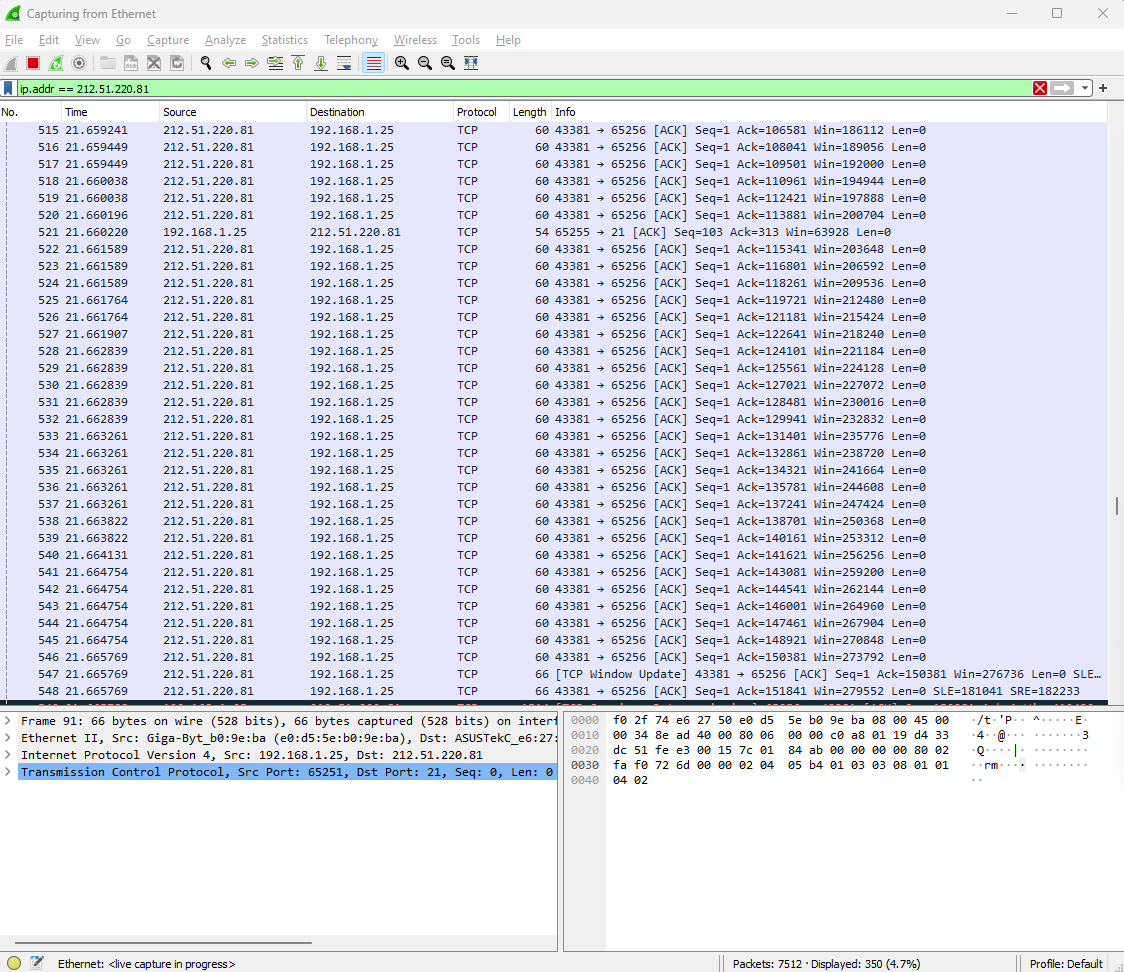 Capturing from Ethernet
File Edit View Go Capture Analyze Statistics Telephony Wireless Tools Help
ip.addr == 212.51.220.81
No. Time Source Destination Protocol Length Info
515 21.659241 212.51.220.81 192.168.1.25 TCP 60 43381 → 65256 [ACK] Seq=1 Ack=106581 Win=186112 Len=0
516 21.659449 212.51.220.81 192.168.1.25 TCP 60 43381 → 65256 [ACK] Seq=1 Ack=108041 Win=189056 Len=0
517 21.659449 212.51.220.81 192.168.1.25 TCP 60 43381 → 65256 [ACK] Seq=1 Ack=109501 Win=192000 Len=0
518 21.660038 212.51.220.81 192.168.1.25 TCP 60 43381 → 65256 [ACK] Seq=1 Ack=110961 Win=194944 Len=0
519 21.660038 212.51.220.81 192.168.1.25 TCP 60 43381 → 65256 [ACK] Seq=1 Ack=112421 Win=197888 Len=0
520 21.660196 212.51.220.81 192.168.1.25 TCP 60 43381 → 65256 [ACK] Seq=1 Ack=113881 Win=200704 Len=0
521 21.660220 192.168.1.25 212.51.220.81 TCP 54 65255 → 21 [ACK] Seq=103 Ack=313 Win=63928 Len=0
522 21.661589 212.51.220.81 192.168.1.25 TCP 60 43381 → 65256 [ACK] Seq=1 Ack=115341 Win=203648 Len=0
523 21.661589 212.51.220.81 192.168.1.25 TCP 60 43381 → 65256 [ACK] Seq=1 Ack=116801 Win=206592 Len=0
524 21.661589 212.51.220.81 192.168.1.25 TCP 60 43381 → 65256 [ACK] Seq=1 Ack=118261 Win=209536 Len=0
525 21.661764 212.51.220.81 192.168.1.25 TCP 60 43381 → 65256 [ACK] Seq=1 Ack=119721 Win=212480 Len=0
526 21.661764 212.51.220.81 192.168.1.25 TCP 60 43381 → 65256 [ACK] Seq=1 Ack=121181 Win=215424 Len=0
527 21.661907 212.51.220.81 192.168.1.25 TCP 60 43381 → 65256 [ACK] Seq=1 Ack=122641 Win=218240 Len=0
528 21.662839 212.51.220.81 192.168.1.25 TCP 60 43381 → 65256 [ACK] Seq=1 Ack=124101 Win=221184 Len=0
529 21.662839 212.51.220.81 192.168.1.25 TCP 60 43381 → 65256 [ACK] Seq=1 Ack=125561 Win=224128 Len=0
530 21.662839 212.51.220.81 192.168.1.25 TCP 60 43381 → 65256 [ACK] Seq=1 Ack=127021 Win=227072 Len=0
531 21.662839 212.51.220.81 192.168.1.25 TCP 60 43381 → 65256 [ACK] Seq=1 Ack=128481 Win=230016 Len=0
532 21.662839 212.51.220.81 192.168.1.25 TCP 60 43381 → 65256 [ACK] Seq=1 Ack=129941 Win=232832 Len=0
533 21.663261 212.51.220.81 192.168.1.25 TCP 60 43381 → 65256 [ACK] Seq=1 Ack=131401 Win=235776 Len=0
534 21.663261 212.51.220.81 192.168.1.25 TCP 60 43381 → 65256 [ACK] Seq=1 Ack=132861 Win=238720 Len=0
535 21.663261 212.51.220.81 192.168.1.25 TCP 60 43381 → 65256 [ACK] Seq=1 Ack=134321 Win=241664 Len=0
536 21.663261 212.51.220.81 192.168.1.25 TCP 60 43381 → 65256 [ACK] Seq=1 Ack=135781 Win=244608 Len=0
537 21.663261 212.51.220.81 192.168.1.25 TCP 60 43381 → 65256 [ACK] Seq=1 Ack=137241 Win=247424 Len=0
538 21.663822 212.51.220.81 192.168.1.25 TCP 60 43381 → 65256 [ACK] Seq=1 Ack=138701 Win=250368 Len=0
539 21.663822 212.51.220.81 192.168.1.25 TCP 60 43381 → 65256 [ACK] Seq=1 Ack=140161 Win=253312 Len=0
540 21.664131 212.51.220.81 192.168.1.25 TCP 60 43381 → 65256 [ACK] Seq=1 Ack=141621 Win=256256 Len=0
541 21.664754 212.51.220.81 192.168.1.25 TCP 60 43381 → 65256 [ACK] Seq=1 Ack=143081 Win=259200 Len=0
542 21.664754 212.51.220.81 192.168.1.25 TCP 60 43381 → 65256 [ACK] Seq=1 Ack=144541 Win=262144 Len=0
543 21.664754 212.51.220.81 192.168.1.25 TCP 60 43381 → 65256 [ACK] Seq=1 Ack=146001 Win=264960 Len=0
544 21.664754 212.51.220.81 192.168.1.25 TCP 60 43381 → 65256 [ACK] Seq=1 Ack=147461 Win=267904 Len=0
545 21.664754 212.51.220.81 192.168.1.25 TCP 60 43381 → 65256 [ACK] Seq=1 Ack=148921 Win=270848 Len=0
546 21.665769 212.51.220.81 192.168.1.25 TCP 60 43381 → 65256 [ACK] Seq=1 Ack=150381 Win=273792 Len=0
547 21.665769 212.51.220.81 192.168.1.25 TCP 66 [TCP Window Update] 43381 → 65256 [ACK] Seq=1 Ack=150381 Win=276736 Len=0 SLE…
548 21.665769 212.51.220.81 192.168.1.25 TCP 66 43381 → 65256 [ACK] Seq=1 Ack=151841 Win=279552 Len=0 SLE=181041 SRE=182233
Frame 91: 66 bytes on wire (528 bits), 66 bytes captured (528 bits) on interf
Ethernet II, Src: Giga-Byt_b0:9e:ba (e0:d5:5e:b0:9e:ba), Dst: ASUSTekC_e6:27:
Internet Protocol Version 4, Src: 192.168.1.25, Dst: 212.51.220.81
Transmission Control Protocol, Src Port: 65251, Dst Port: 21, Seq: 0, Len: 0
0000 f0 2f 74 e6 27 50 e0 d5 5e b0 9e ba 08 00 45 00 ·/t·'P·· ^·····E·
0010 00 34 8e ad 40 00 80 06 00 00 c0 a8 01 19 d4 33 ·4··@··· ·······3
0020 dc 51 fe e3 00 15 7c 01 84 ab 00 00 00 00 80 02 ·Q····|· ········
0030 fa f0 72 6d 00 00 02 04 05 b4 01 03 03 08 01 01 ··rm···· ········
0040 04 02 ··
Ethernet: <live capture in progress>
Packets: 7512 · Displayed: 350 (4.7%)
Profile: Default